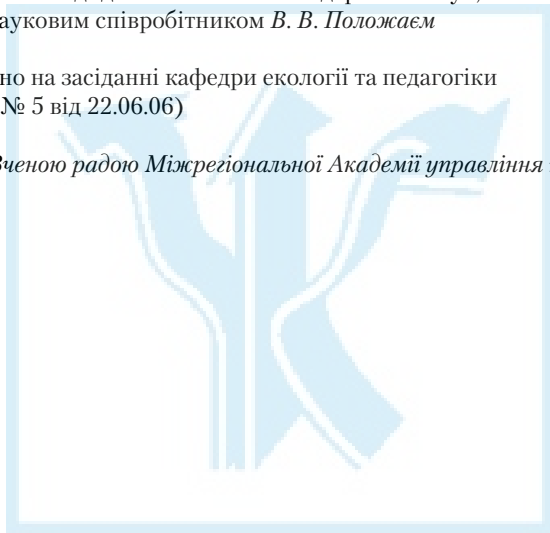 ауковим співробітником В. В. Положаєм
но на засіданні кафедри екології та педагогіки
№ 5 від 22.06.06)
Вченою радою Міжрегіональної Академії управління